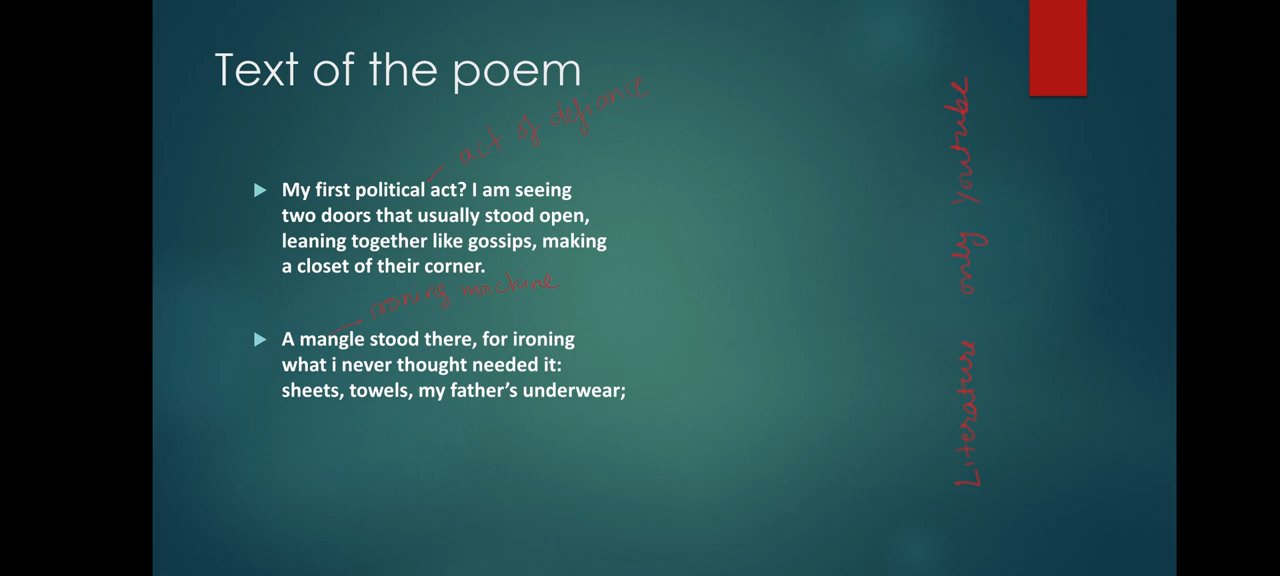 Text of the poem
act of defiance
My first political act? I am seeing
two doors that usually stood open,
leaning together like gossips, making
a closet of their corner.
ironing machine
A mangle stood there, for ironing
what i never thought needed it:
sheets, towels, my father's underwear;
Literature only Youtube